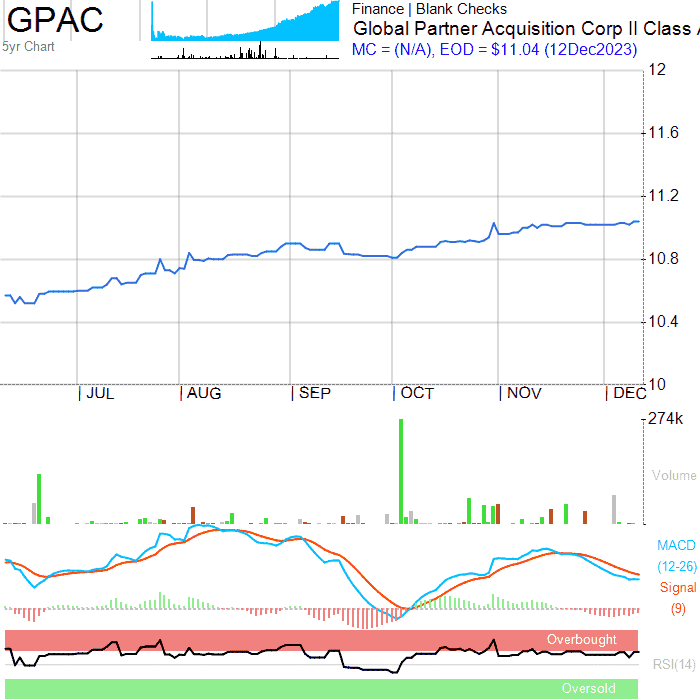 GPAC
5yr Chart
Finance | Blank Checks
Global Partner Acquisition Corp II Class A
MC = (N/A), EOD = $11.04 (12Dec2023)
12
11.6
11.2
10.8
10.4
10
| JUL | AUG | SEP | OCT | NOV | DEC
274k
Volume
MACD
(12-26)
Signal
(9)
Overbought
RSI(14)
Oversold